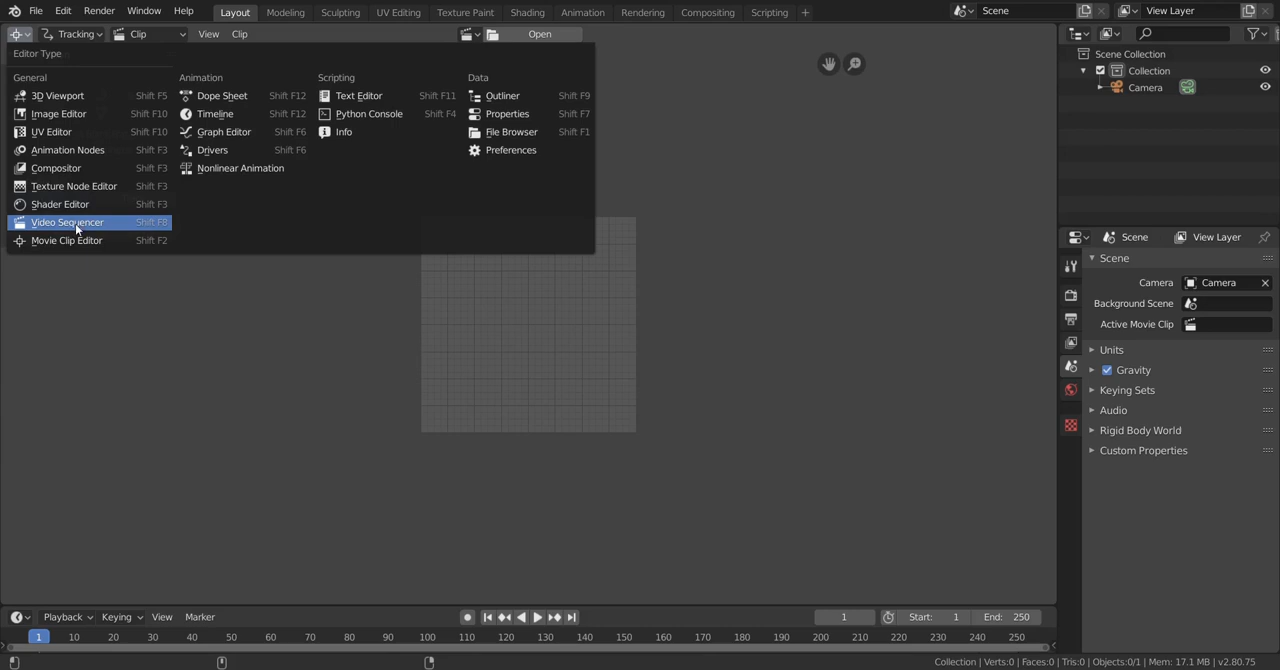 File Edit Render Window Help Layout Modeling Sculpting UV Editing Texture Paint Shading Animation Rendering Compositing Scripting + Scene View Layer
Tracking Clip View Clip Open
Editor Type
General Animation Scripting Data
3D Viewport Shift F5 Dope Sheet Shift F12 Text Editor Shift F11 Outliner Shift F9
Image Editor Shift F10 Timeline Shift F12 Python Console Shift F4 Properties Shift F7
UV Editor Shift F10 Graph Editor Shift F6 Info File Browser Shift F1
Animation Nodes Shift F3 Drivers Shift F6 Preferences
Compositor Shift F3 Nonlinear Animation
Texture Node Editor Shift F3
Shader Editor Shift F3
Video Sequencer Shift F8
Movie Clip Editor Shift F2
Scene Collection
Collection
Camera
Scene View Layer
Scene
Camera Camera
Background Scene
Active Movie Clip
Units
Gravity
Keying Sets
Audio
Rigid Body World
Custom Properties
Playback Keying View Marker 1 Start: 1 End: 250
1 10 20 30 40 50 60 70 80 90 100 110 120 130 140 150 160 170 180 190 200 210 220 230 240 250
Collection | Verts:0 | Faces:0 | Tris:0 | Objects:0/1 | Mem: 17.1 MB | v2.80.75